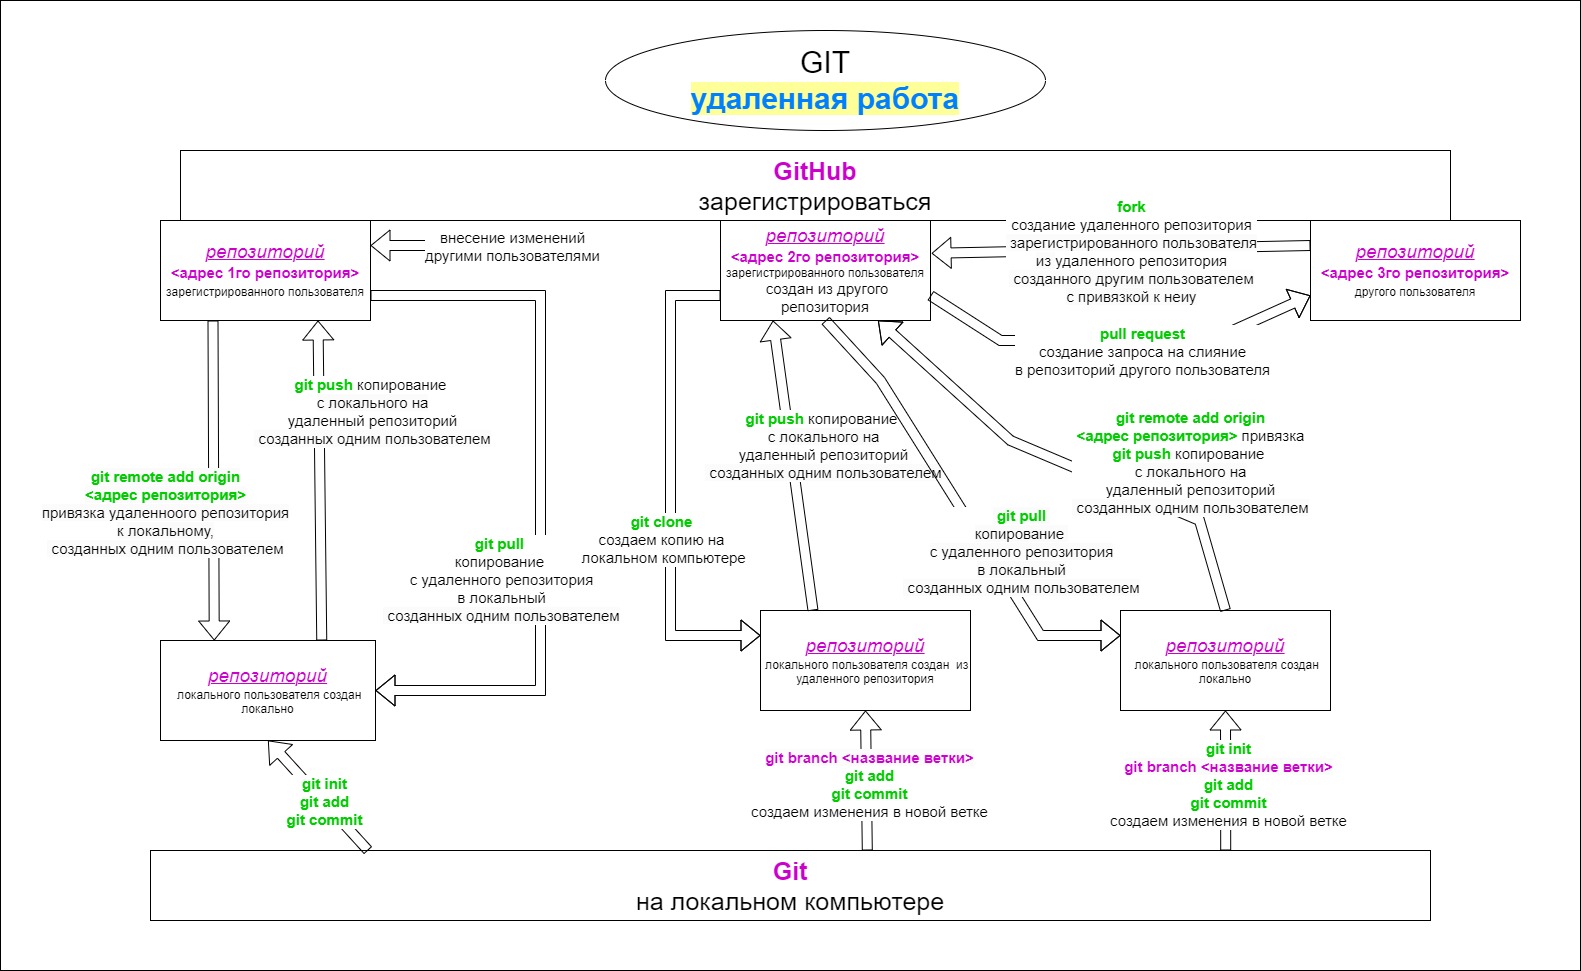 GIT
удаленная работа
GitHub
зарегистрироваться
репозиторий
<адрес 1го репозитория>
зарегистрированного пользователя
внесение изменений
другими пользователями
репозиторий
<адрес 2го репозитория>
зарегистрированного пользователя
создан из другого
репозитория
fork
создание удаленного репозитория
зарегистрированного пользователя
из удаленного репозитория
созданного другим пользователем
с привязкой к неиу
репозиторий
<адрес 3го репозитория>
другого пользователя
pull request
создание запроса на слияние
в репозиторий другого пользователя
git push копирование
с локального на
удаленный репозиторий
созданных одним пользователем
git remote add origin
<адрес репозитория>
привязка удаленноого репозитория
к локальному,
созданных одним пользователем
git pull
копирование
с удаленного репозитория
в локальный
созданных одним пользователем
git clone
создаем копию на
локальном компьютере
git push копирование
с локального на
удаленный репозиторий
созданных одним пользователем
git pull
копирование
с удаленного репозитория
в локальный
созданных одним пользователем
git remote add origin
<адрес репозитория> привязка
git push копирование
с локального на
удаленный репозиторий
созданных одним пользователем
репозиторий
локального пользователя создан
локально
репозиторий
локального пользователя создан из
удаленного репозитория
репозиторий
локального пользователя создан
локально
git init
git add
git commit
git branch <название ветки>
git add
git commit
создаем изменения в новой ветке
git init
git branch <название ветки>
git add
git commit
создаем изменения в новой ветке
Git
на локальном компьютере